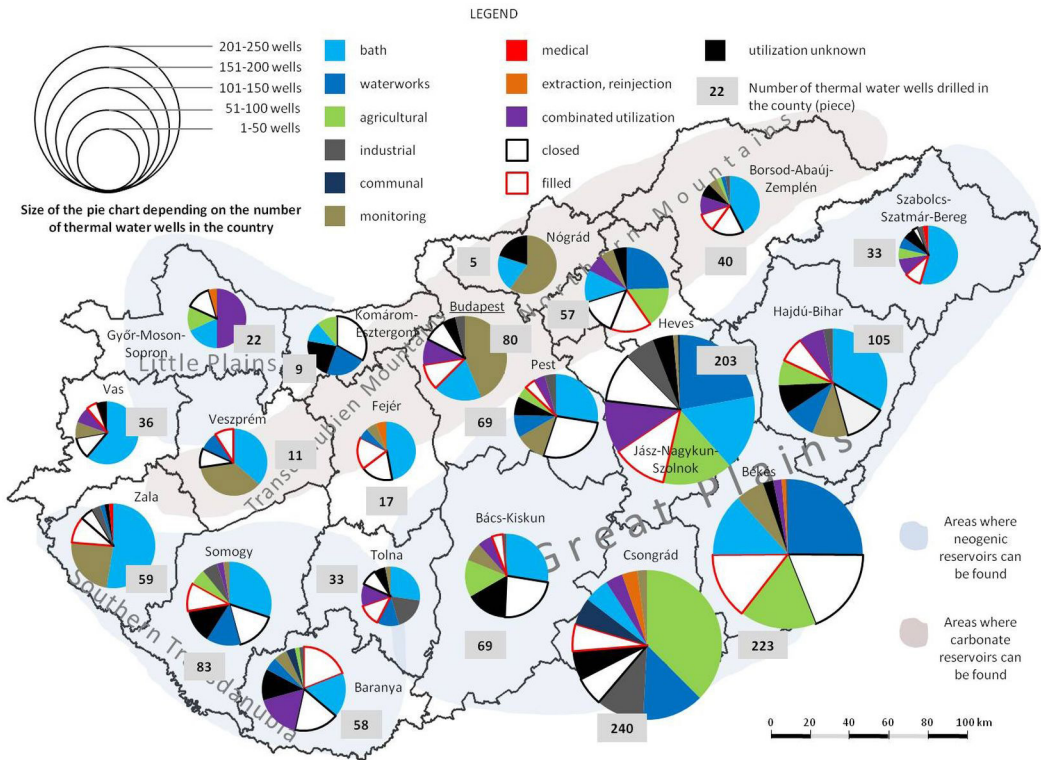 LEGEND
201-250 wells
151-200 wells
101-150 wells
51-100 wells
1-50 wells
Size of the pie chart depending on the number
of thermal water wells in the country
bath
waterworks
agricultural
industrial
communal
monitoring
medical
extraction, reinjection
combinated utilization
closed
filled
utilization unknown
22
Number of thermal water wells drilled in
the county (piece)
Northern Mountains
Borsod-Abaúj-
Zemplén
40
Szabolcs-
Szatmár-Bereg
33
Nógrád
5
57
Heves
Hajdú-Bihar
105
Győr-Moson-
Sopron
22
Little Plains
Komárom-
Esztergom
9
Budapest
80
Pest
69
203
Jász-Nagykun-
Szolnok
Vas
36
Veszprém
11
Transdanubien Mountains
Fejér
17
Great plains
Békés
223
Zala
59
Somogy
83
Tolna
33
Bács-Kiskun
69
Csongrád
240
Southern Transdanubia
Baranya
58
Areas where
neogenic
reservoirs can
be found
Areas where
carbonate
reservoirs can
be found
0 20 40 60 80 100 km